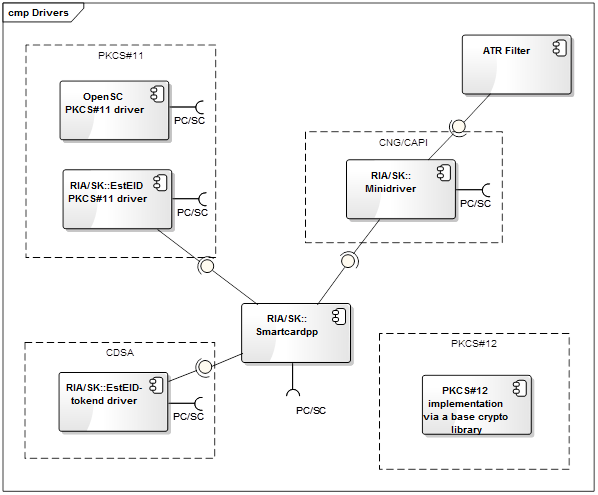 cmp Drivers
PKCS#11
OpenSC
PKCS#11 driver
PC/SC
RIA/SK::EstEID
PKCS#11 driver
PC/SC
ATR Filter
CNG/CAPI
RIA/SK::
Minidriver
PC/SC
RIA/SK::
Smartcardpp
PC/SC
CDSA
RIA/SK::EstEID-
tokend driver
PC/SC
PKCS#12
PKCS#12
implementation
via a base crypto
library